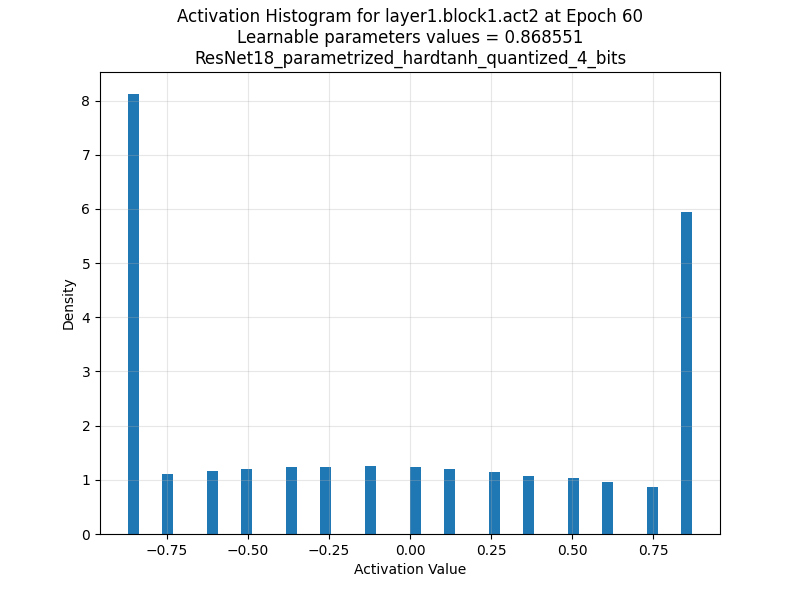 Activation Histogram for layer1.block1.act2 at Epoch 60
Learnable parameters values = 0.868551
ResNet18_parametrized_hardtanh_quantized_4_bits
8
7
6
5
4
3
2
1
0
Density
−0.75 −0.50 −0.25 0.00 0.25 0.50 0.75
Activation Value